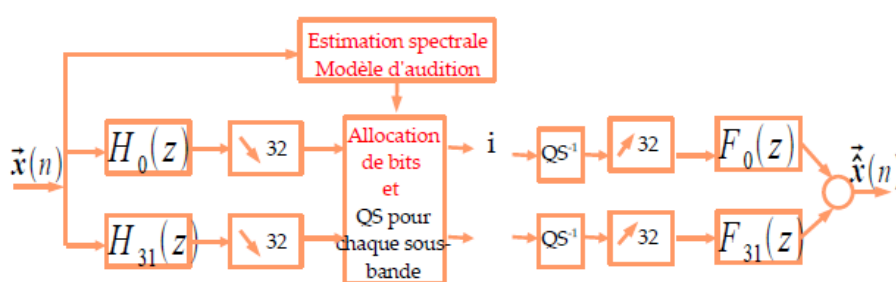 Estimation spectrale
Modèle d'audition
x⃗(n)
H₀(z)
↘ 32
Allocation
de bits
et
QS pour
chaque sous-
bande
i
QS⁻¹
↗ 32
F₀(z)
x̂⃗(n)
H₃₁(z)
↘ 32
QS⁻¹
↗ 32
F₃₁(z)